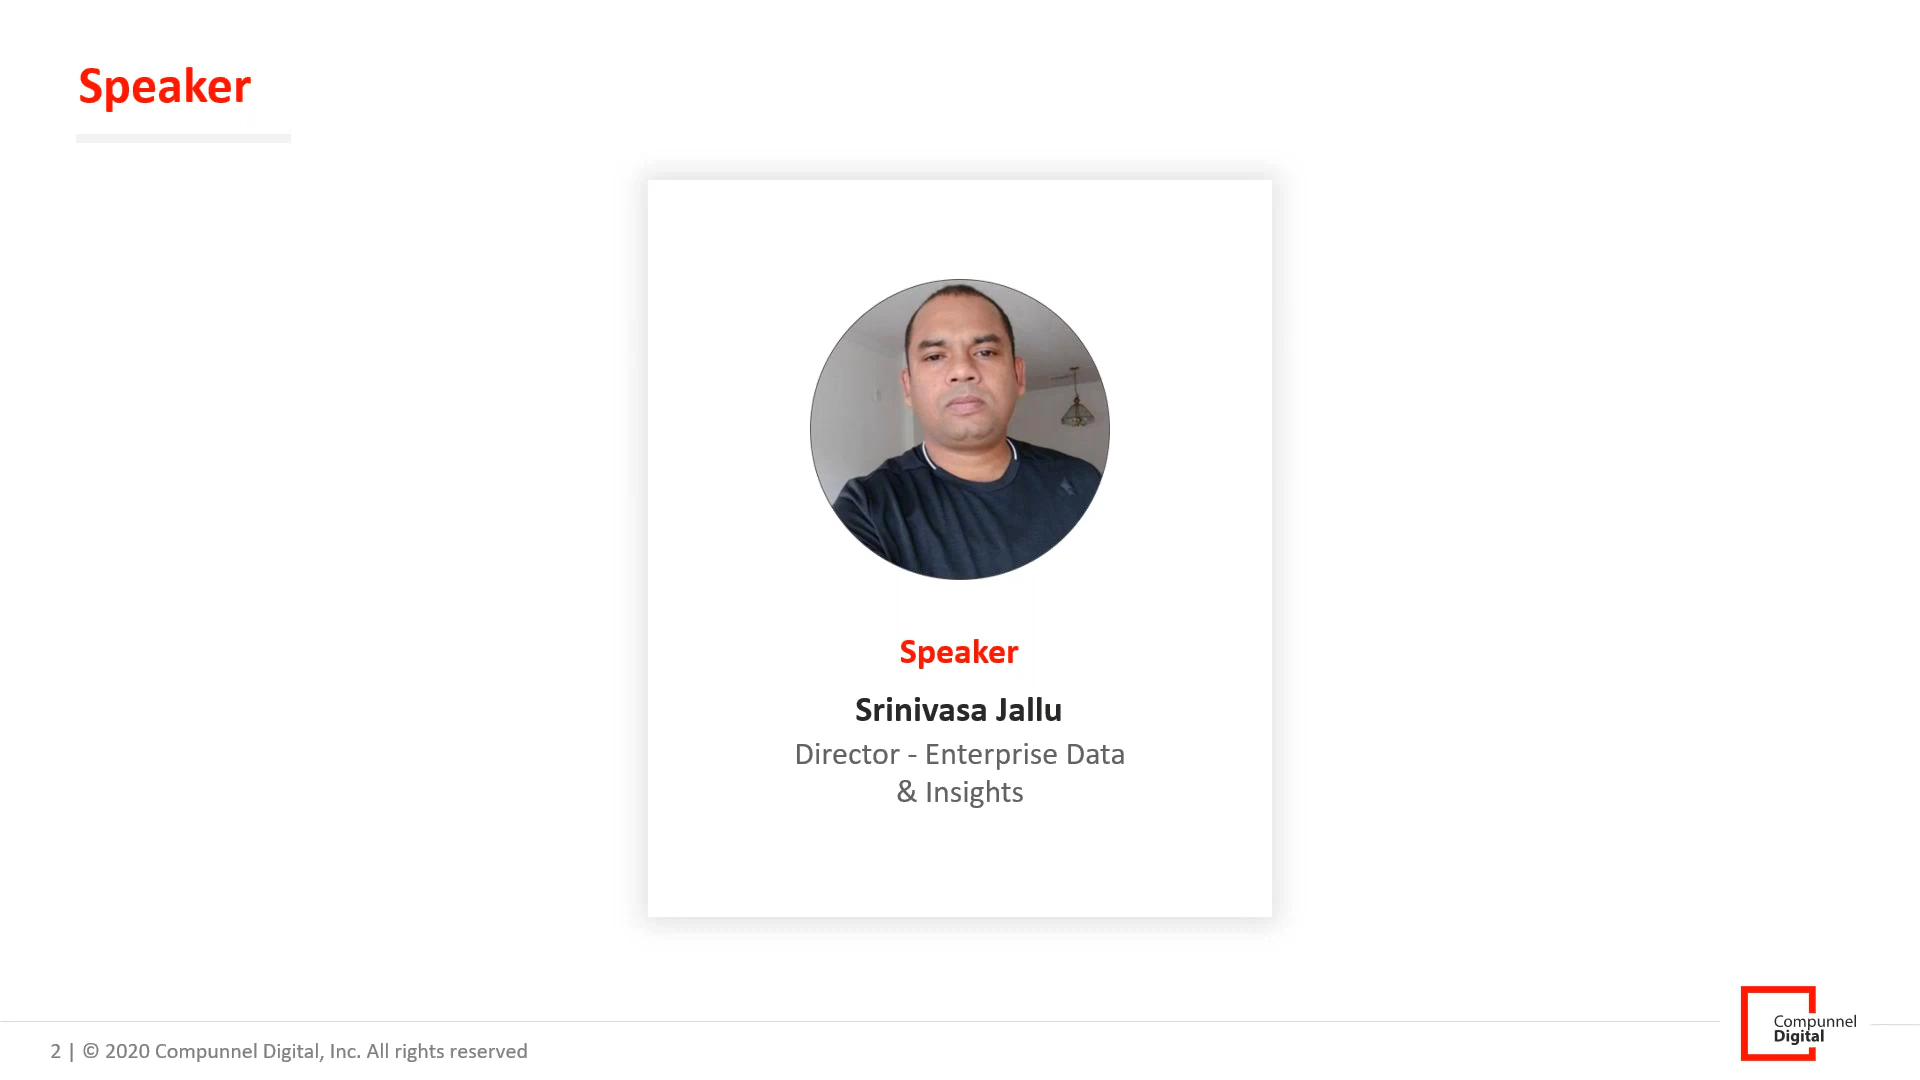 Speaker
Speaker
Srinivasa Jallu
Director - Enterprise Data
& Insights
2 | © 2020 Compunnel Digital, Inc. All rights reserved
Compunnel
Digital